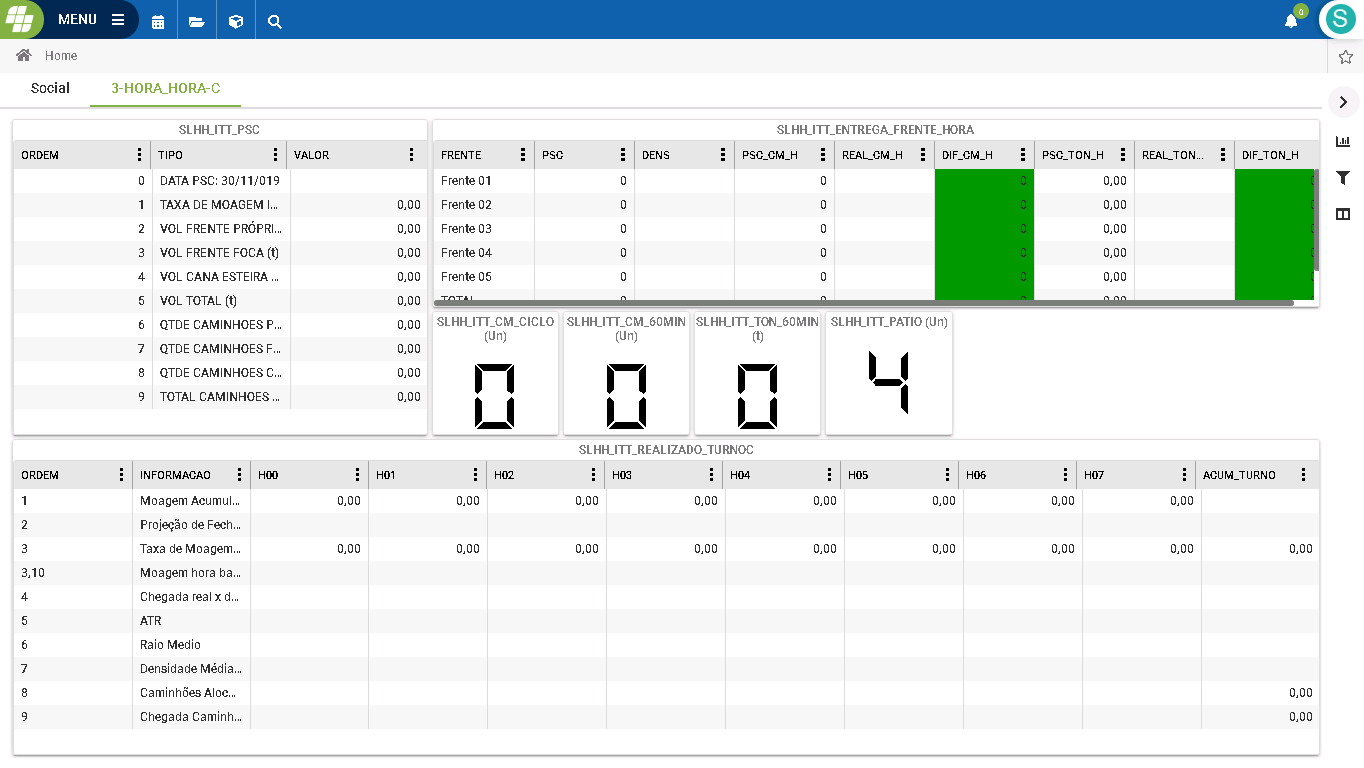 MENU
0
S
Home
Social 3-HORA_HORA-C
SLHH_ITT_PSC
ORDEM TIPO VALOR
0 DATA PSC: 30/11/019
1 TAXA DE MOAGEM I... 0,00
2 VOL FRENTE PRÓPRI... 0,00
3 VOL FRENTE FOCA (t) 0,00
4 VOL CANA ESTEIRA ... 0,00
5 VOL TOTAL (t) 0,00
6 QTDE CAMINHOES P... 0,00
7 QTDE CAMINHOES F... 0,00
8 QTDE CAMINHOES C... 0,00
9 TOTAL CAMINHOES ... 0,00
SLHH_ITT_ENTREGA_FRENTE_HORA
FRENTE PSC DENS PSC_CM_H REAL_CM_H DIF_CM_H PSC_TON_H REAL_TON... DIF_TON_H
Frente 01 0 0 0 0,00 0
Frente 02 0 0 0 0,00 0
Frente 03 0 0 0 0,00 0
Frente 04 0 0 0 0,00 0
Frente 05 0 0 0 0,00 0
TOTAL 0 0 0 0,00 0
SLHH_ITT_CM_CICLO
(Un)
0
SLHH_ITT_CM_60MIN
(Un)
0
SLHH_ITT_TON_60MIN
(t)
0
SLHH_ITT_PATIO (Un)
4
SLHH_ITT_REALIZADO_TURNOC
ORDEM INFORMACAO H00 H01 H02 H03 H04 H05 H06 H07 ACUM_TURNO
1 Moagem Acumul... 0,00 0,00 0,00 0,00 0,00 0,00 0,00 0,00
2 Projeção de Fech...
3 Taxa de Moagem... 0,00 0,00 0,00 0,00 0,00 0,00 0,00 0,00 0,00
3,10 Moagem hora ba...
4 Chegada real x d...
5 ATR
6 Raio Medio
7 Densidade Média...
8 Caminhões Aloc... 0,00
9 Chegada Caminh... 0,00